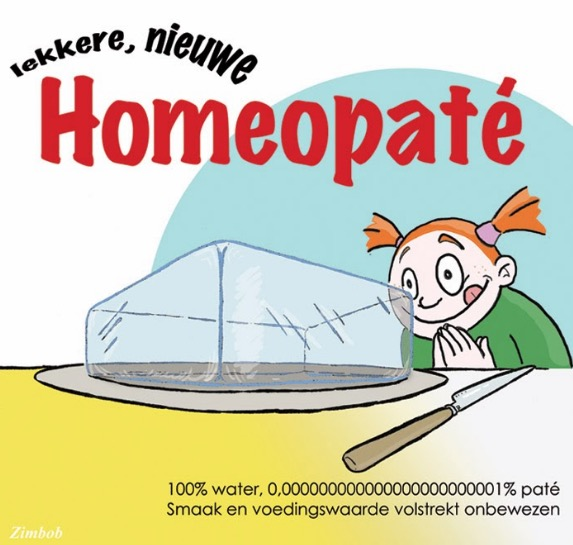 lekkere, nieuwe
Homeopaté
100% water, 0,0000000000000000000000001% paté
Smaak en voedingswaarde volstrekt onbewezen
Zimbob